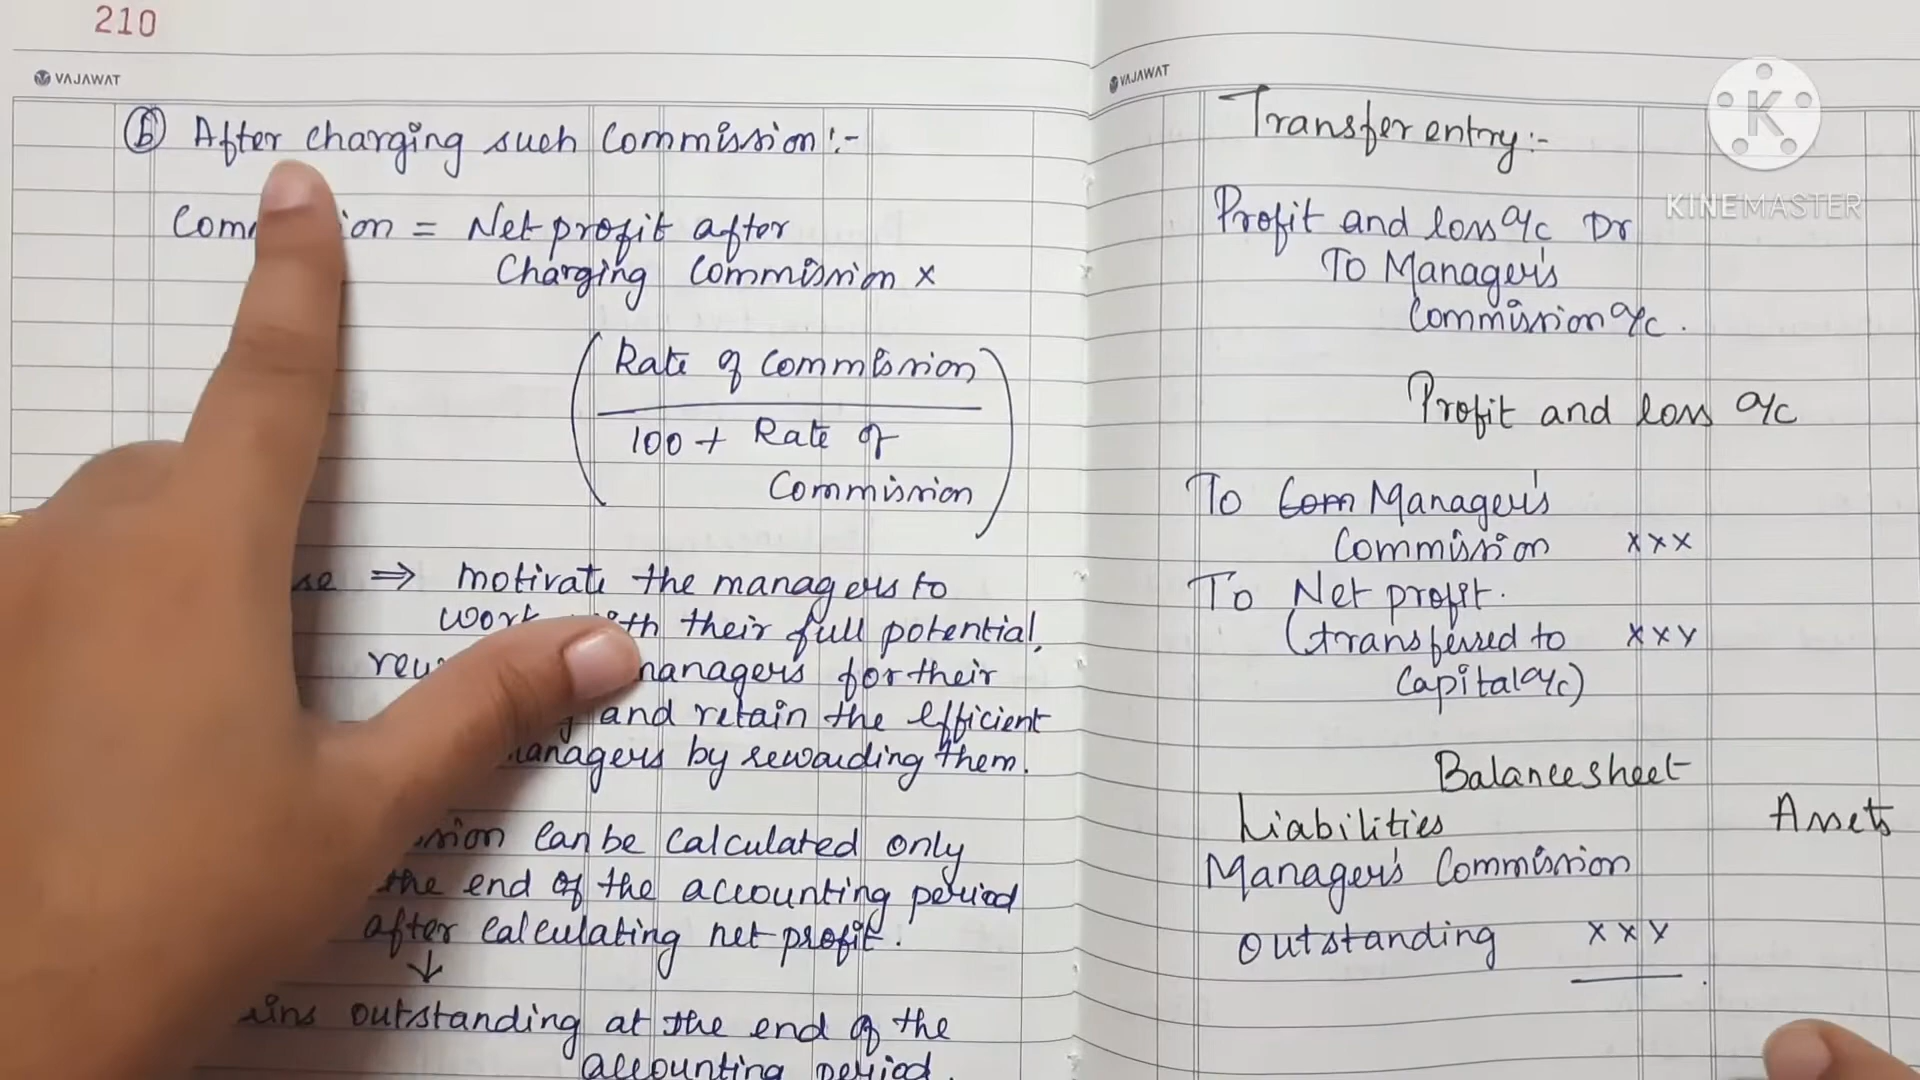 210
VAJAWAT
(b) After charging such Commission :-
= Net profit after
Charging Commission x
Rate of Commission
100 + Rate of
Commission
⇒ motivate the managers to
with their full potential,
managers for their
and retain the efficient
managers by rewarding them.
can be calculated only
the end of the accounting period
after calculating net profit.
↓
outstanding at the end of the
accounting period.
VAJAWAT
Transfer entry :-
Profit and loss a/c Dr
To Manager's
Commission a/c.
Profit and loss a/c
To Com Manager's
Commission xxx
To Net profit.
(transferred to xxx
Capital a/c)
Balance sheet
Liabilities Assets
Manager's Commission
outstanding xxx
K
KINEMASTER